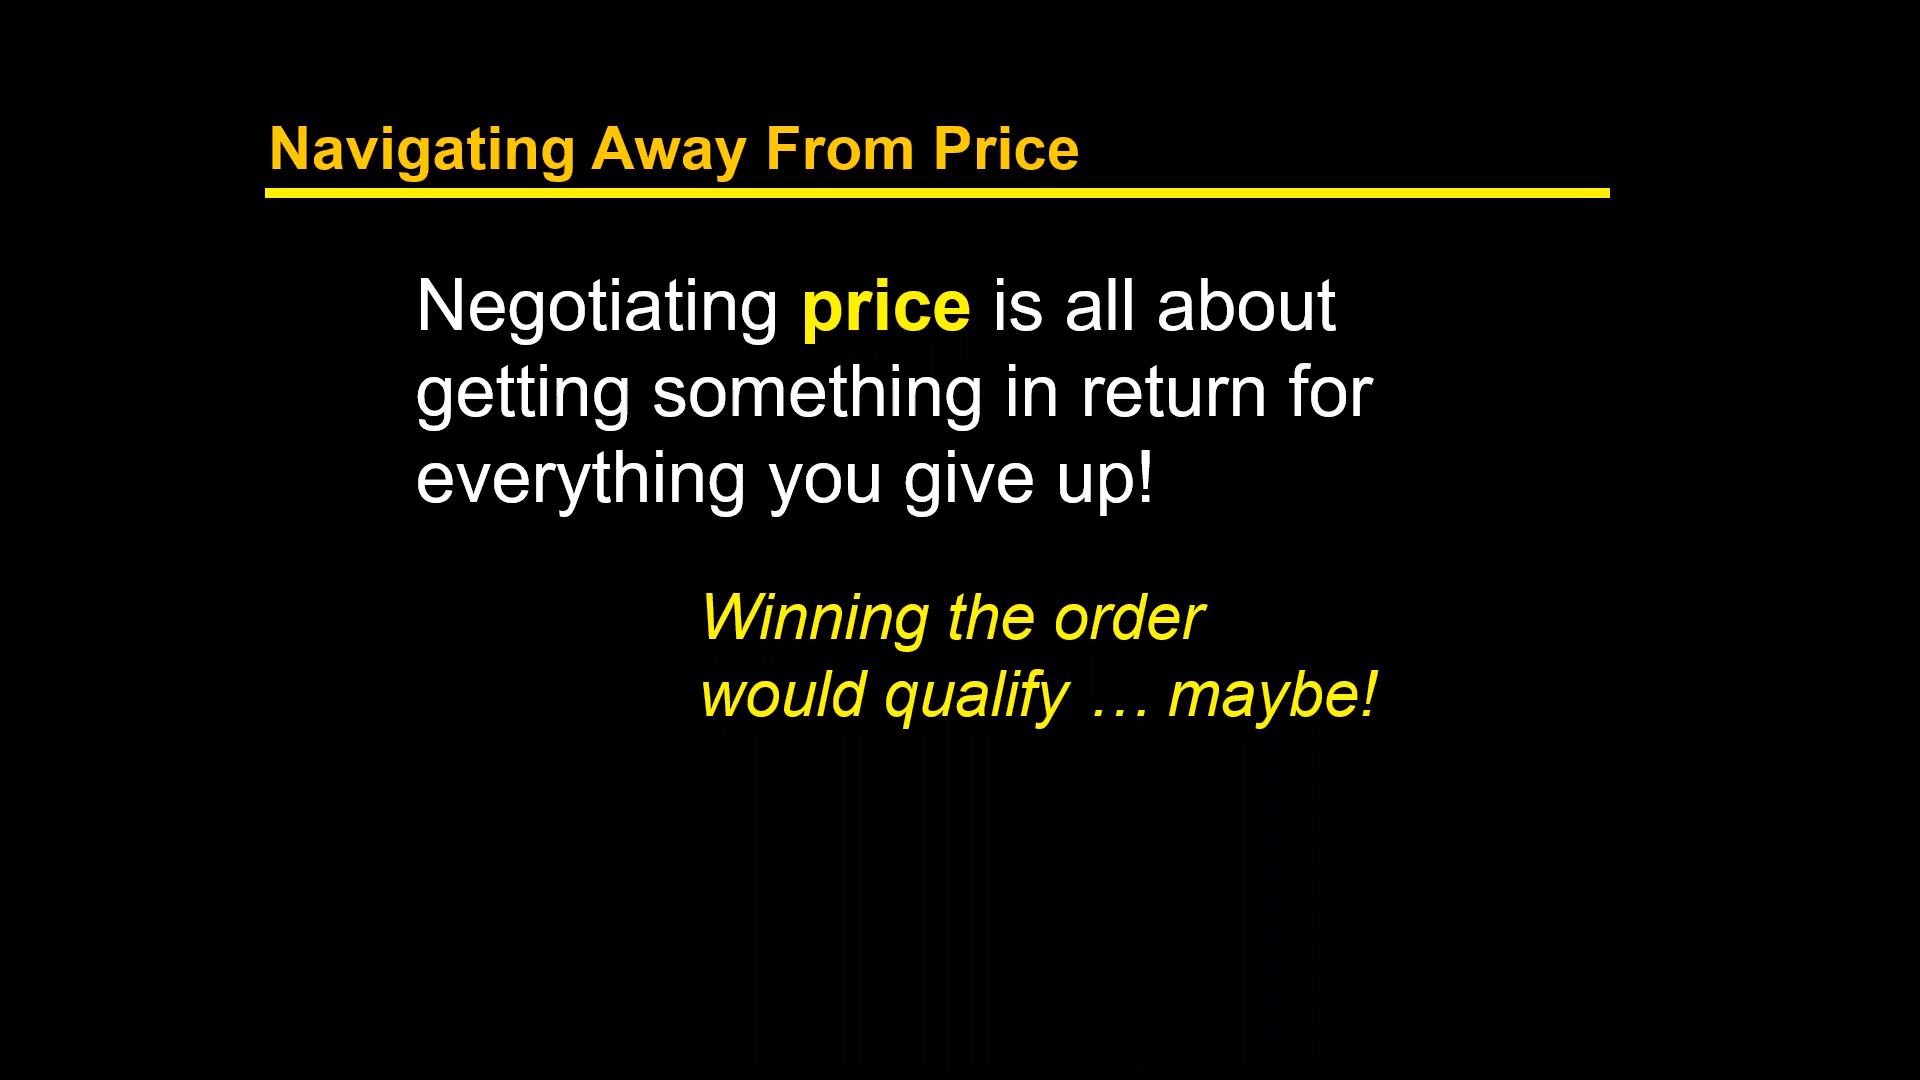 Navigating Away From Price
Negotiating price is all about
getting something in return for
everything you give up!
Winning the order
would qualify … maybe!